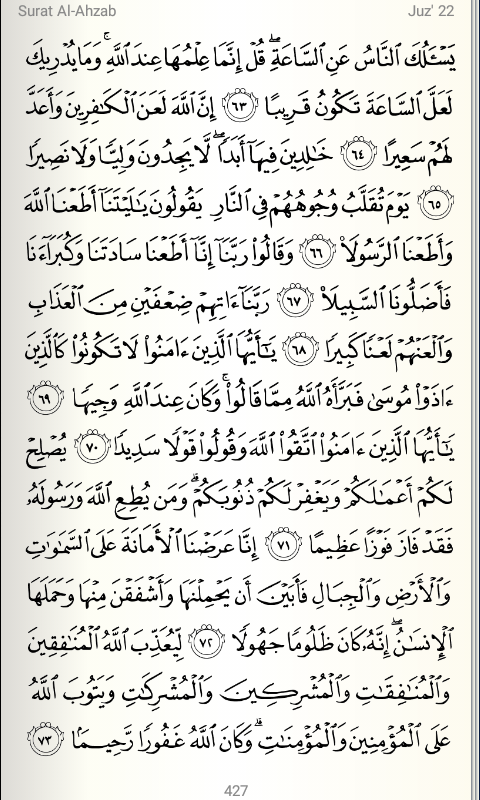 Surat Al-Ahzab
Juz' 22
يَسْـَٔلُكَ ٱلنَّاسُ عَنِ ٱلسَّاعَةِ ۖ قُلْ إِنَّمَا عِلْمُهَا عِندَ ٱللَّهِ ۚ وَمَا يُدْرِيكَ
لَعَلَّ ٱلسَّاعَةَ تَكُونُ قَرِيبًا ٦٣ إِنَّ ٱللَّهَ لَعَنَ ٱلْكَـٰفِرِينَ وَأَعَدَّ
لَهُمْ سَعِيرًا ٦٤ خَـٰلِدِينَ فِيهَآ أَبَدًا ۖ لَّا يَجِدُونَ وَلِيًّا وَلَا نَصِيرًا
٦٥ يَوْمَ تُقَلَّبُ وُجُوهُهُمْ فِى ٱلنَّارِ يَقُولُونَ يَـٰلَيْتَنَآ أَطَعْنَا ٱللَّهَ
وَأَطَعْنَا ٱلرَّسُولَا۠ ٦٦ وَقَالُوا۟ رَبَّنَآ إِنَّآ أَطَعْنَا سَادَتَنَا وَكُبَرَآءَنَا
فَأَضَلُّونَا ٱلسَّبِيلَا۠ ٦٧ رَبَّنَآ ءَاتِهِمْ ضِعْفَيْنِ مِنَ ٱلْعَذَابِ
وَٱلْعَنْهُمْ لَعْنًا كَبِيرًا ٦٨ يَـٰٓأَيُّهَا ٱلَّذِينَ ءَامَنُوا۟ لَا تَكُونُوا۟ كَٱلَّذِينَ
ءَاذَوْا۟ مُوسَىٰ فَبَرَّأَهُ ٱللَّهُ مِمَّا قَالُوا۟ ۚ وَكَانَ عِندَ ٱللَّهِ وَجِيهًا ٦٩
يَـٰٓأَيُّهَا ٱلَّذِينَ ءَامَنُوا۟ ٱتَّقُوا۟ ٱللَّهَ وَقُولُوا۟ قَوْلًا سَدِيدًا ٧٠ يُصْلِحْ
لَكُمْ أَعْمَـٰلَكُمْ وَيَغْفِرْ لَكُمْ ذُنُوبَكُمْ ۗ وَمَن يُطِعِ ٱللَّهَ وَرَسُولَهُۥ
فَقَدْ فَازَ فَوْزًا عَظِيمًا ٧١ إِنَّا عَرَضْنَا ٱلْأَمَانَةَ عَلَى ٱلسَّمَـٰوَٰتِ
وَٱلْأَرْضِ وَٱلْجِبَالِ فَأَبَيْنَ أَن يَحْمِلْنَهَا وَأَشْفَقْنَ مِنْهَا وَحَمَلَهَا
ٱلْإِنسَـٰنُ ۖ إِنَّهُۥ كَانَ ظَلُومًا جَهُولًا ٧٢ لِّيُعَذِّبَ ٱللَّهُ ٱلْمُنَـٰفِقِينَ
وَٱلْمُنَـٰفِقَـٰتِ وَٱلْمُشْرِكِينَ وَٱلْمُشْرِكَـٰتِ وَيَتُوبَ ٱللَّهُ
عَلَى ٱلْمُؤْمِنِينَ وَٱلْمُؤْمِنَـٰتِ ۗ وَكَانَ ٱللَّهُ غَفُورًا رَّحِيمًۢا ٧٣
427